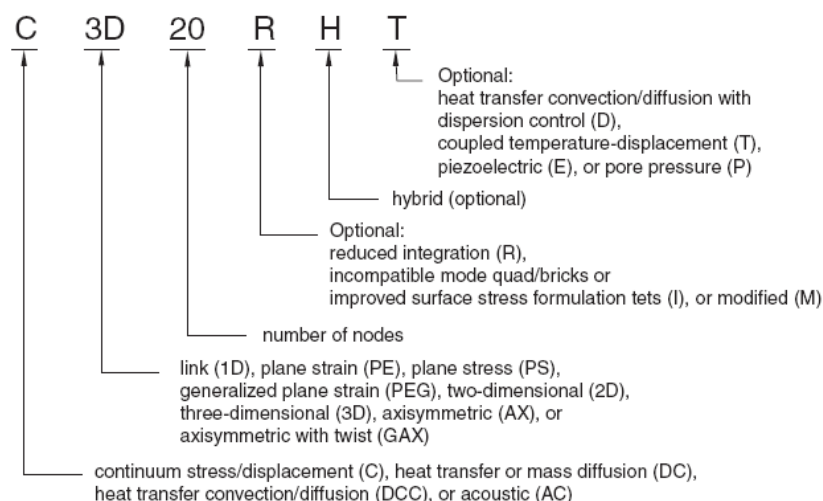 C 3D 20 R H T
Optional:
heat transfer convection/diffusion with
dispersion control (D),
coupled temperature-displacement (T),
piezoelectric (E), or pore pressure (P)
hybrid (optional)
Optional:
reduced integration (R),
incompatible mode quad/bricks or
improved surface stress formulation tets (I), or modified (M)
number of nodes
link (1D), plane strain (PE), plane stress (PS),
generalized plane strain (PEG), two-dimensional (2D),
three-dimensional (3D), axisymmetric (AX), or
axisymmetric with twist (GAX)
continuum stress/displacement (C), heat transfer or mass diffusion (DC),
heat transfer convection/diffusion (DCC), or acoustic (AC)